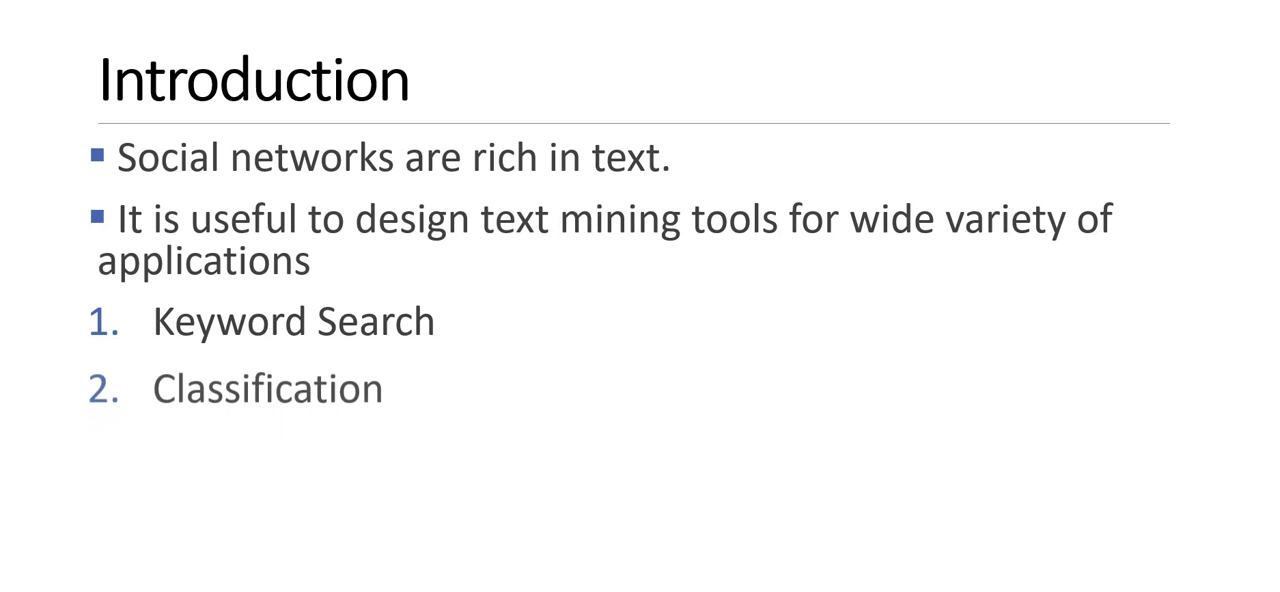 Introduction
▪ Social networks are rich in text.
▪ It is useful to design text mining tools for wide variety of
applications
1. Keyword Search
2. Classification